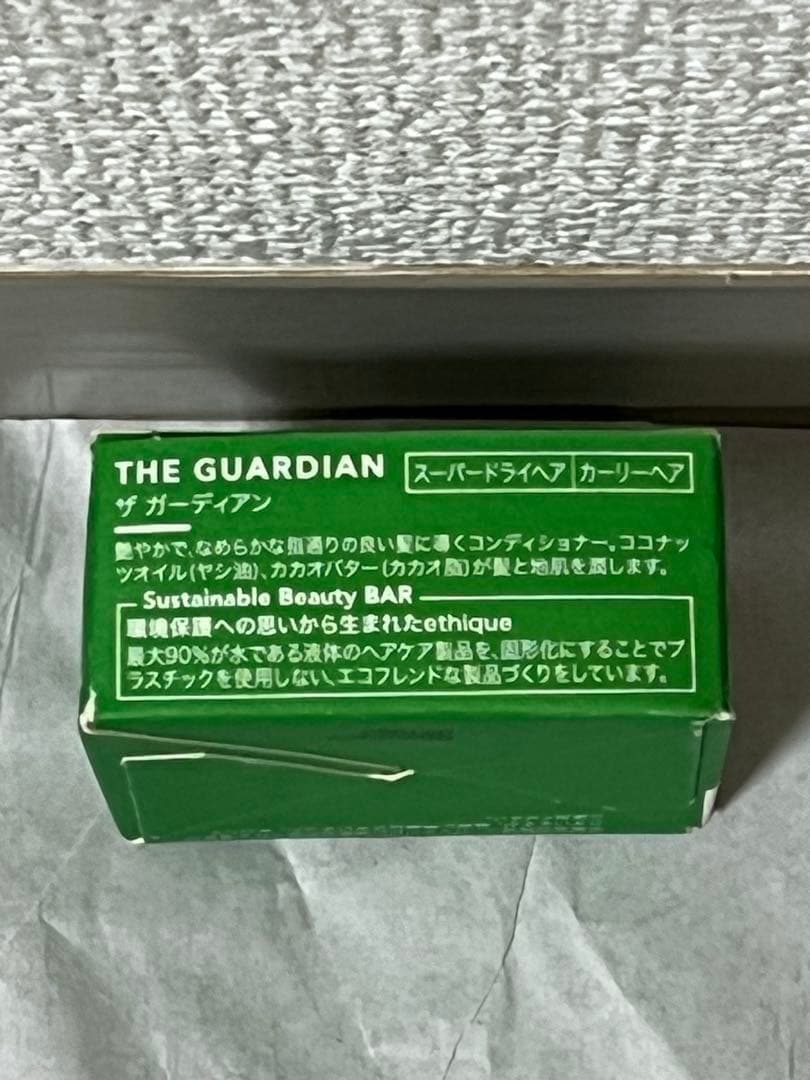 THE GUARDIAN
スーパードライヘア カーリーヘア
ザ ガーディアン
艶やかで、なめらかな指通りの良い髪に導くコンディショナー。ココナッ
ツオイル(ヤシ油)、カカオバター(カカオ脂)が髪と地肌を潤します。
Sustainable Beauty BAR
環境保護への思いから生まれたethique
最大90%が水である液体のヘアケア製品を、固形化にすることでプ
ラスチックを使用しない、エコフレンドな製品づくりをしています。